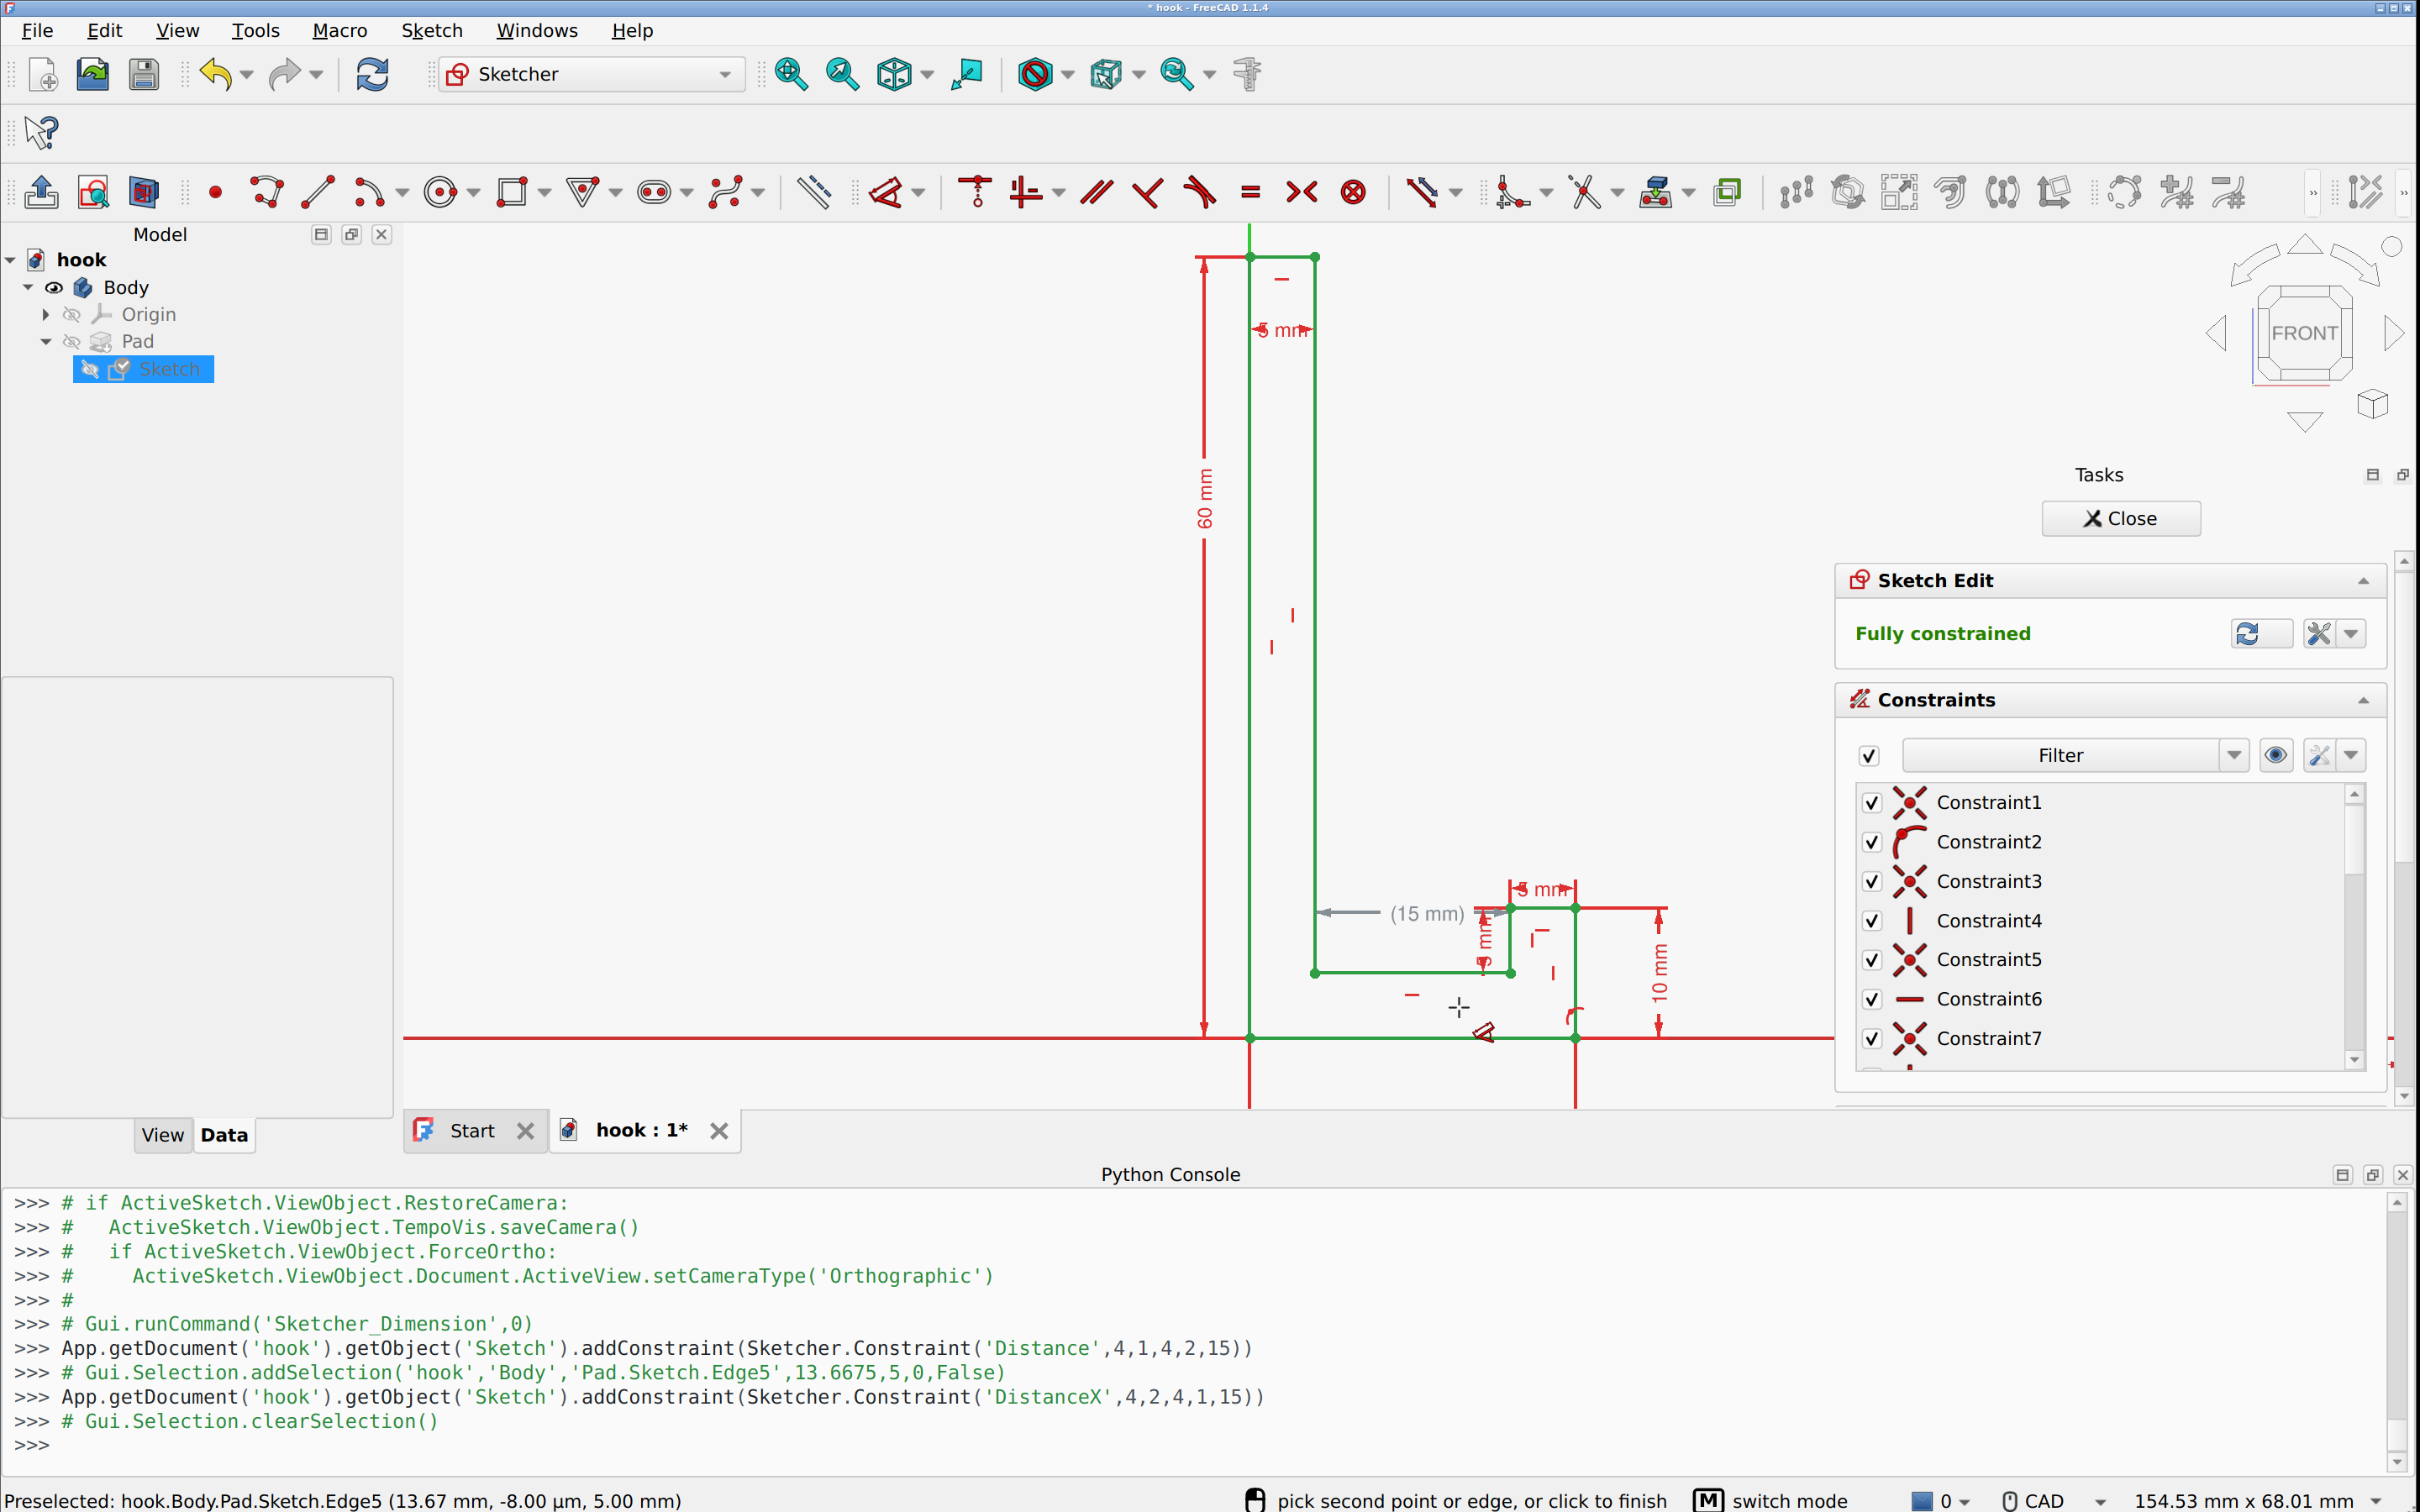 * hook - FreeCAD 1.1.4
File Edit View Tools Macro Sketch Windows Help
Sketcher
Model
hook
Body
Origin
Pad
Sketch
View Data
5 mm
60 mm
(15 mm)
5 mm
5 mm
10 mm
FRONT
Tasks
Close
Sketch Edit
Fully constrained
Constraints
Filter
Constraint1
Constraint2
Constraint3
Constraint4
Constraint5
Constraint6
Constraint7
Start
hook : 1*
Python Console
>>> # if ActiveSketch.ViewObject.RestoreCamera:
>>> #   ActiveSketch.ViewObject.TempoVis.saveCamera()
>>> #   if ActiveSketch.ViewObject.ForceOrtho:
>>> #     ActiveSketch.ViewObject.Document.ActiveView.setCameraType('Orthographic')
>>> #
>>> # Gui.runCommand('Sketcher_Dimension',0)
>>> App.getDocument('hook').getObject('Sketch').addConstraint(Sketcher.Constraint('Distance',4,1,4,2,15))
>>> # Gui.Selection.addSelection('hook','Body','Pad.Sketch.Edge5',13.6675,5,0,False)
>>> App.getDocument('hook').getObject('Sketch').addConstraint(Sketcher.Constraint('DistanceX',4,2,4,1,15))
>>> # Gui.Selection.clearSelection()
>>>
Preselected: hook.Body.Pad.Sketch.Edge5 (13.67 mm, -8.00 µm, 5.00 mm) pick second point or edge, or click to finish M switch mode 0 CAD 154.53 mm x 68.01 mm